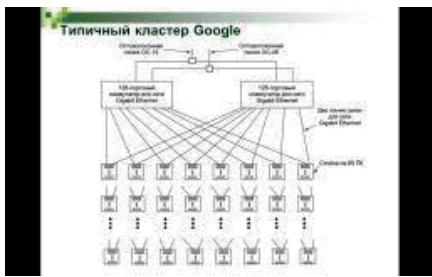 Типичный кластер Google
Оптоволоконная
линия OC-12
Оптоволоконная
линия OC-48
128-портовый
коммутатор для сети
Gigabit Ethernet
128-портовый
коммутатор для сети
Gigabit Ethernet
Две линии связи
для сети
Gigabit Ethernet
Стойка на 80 ПК